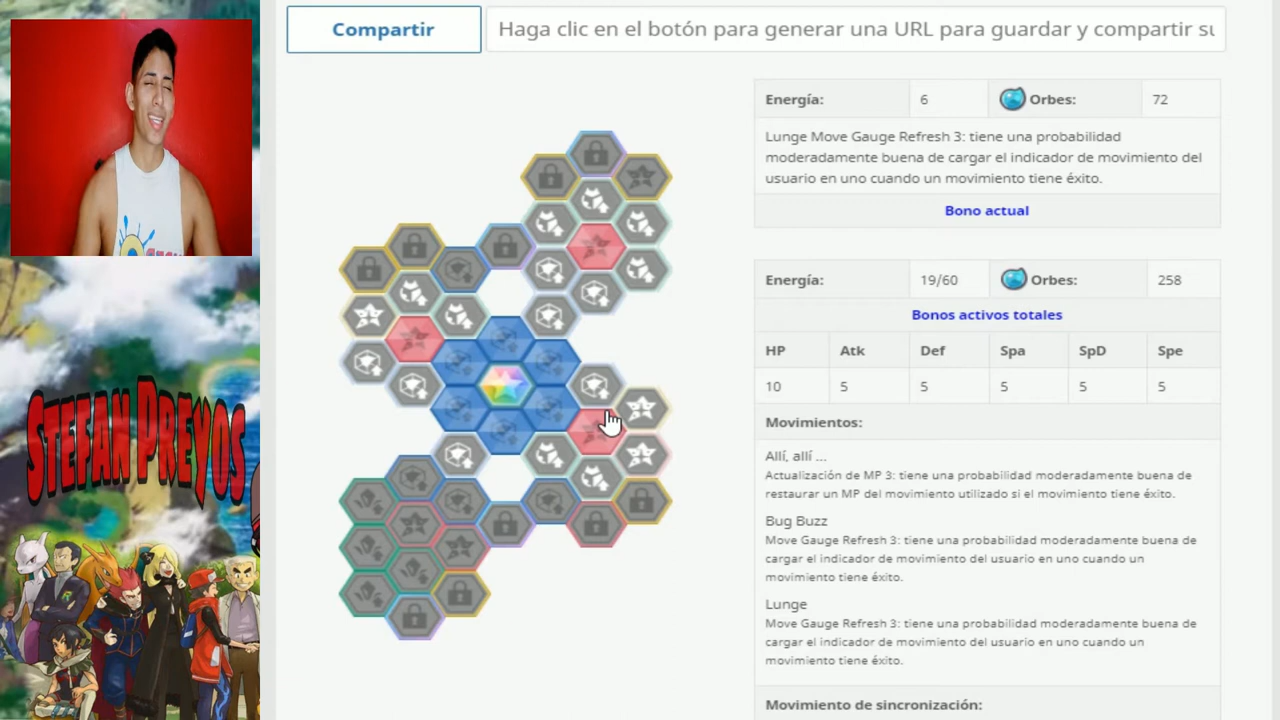 Compartir
Haga clic en el botón para generar una URL para guardar y compartir su
Energía: 6 Orbes: 72
Lunge Move Gauge Refresh 3: tiene una probabilidad
moderadamente buena de cargar el indicador de movimiento del
usuario en uno cuando un movimiento tiene éxito.
Bono actual
Energía: 19/60 Orbes: 258
Bonos activos totales
HP Atk Def Spa SpD Spe
10 5 5 5 5 5
Movimientos:
Allí, allí ...
Actualización de MP 3: tiene una probabilidad moderadamente buena de
restaurar un MP del movimiento utilizado si el movimiento tiene éxito.
Bug Buzz
Move Gauge Refresh 3: tiene una probabilidad moderadamente buena de
cargar el indicador de movimiento del usuario en uno cuando un
movimiento tiene éxito.
Lunge
Move Gauge Refresh 3: tiene una probabilidad moderadamente buena de
cargar el indicador de movimiento del usuario en uno cuando un
movimiento tiene éxito.
Movimiento de sincronización:
STEFAN PREYOS